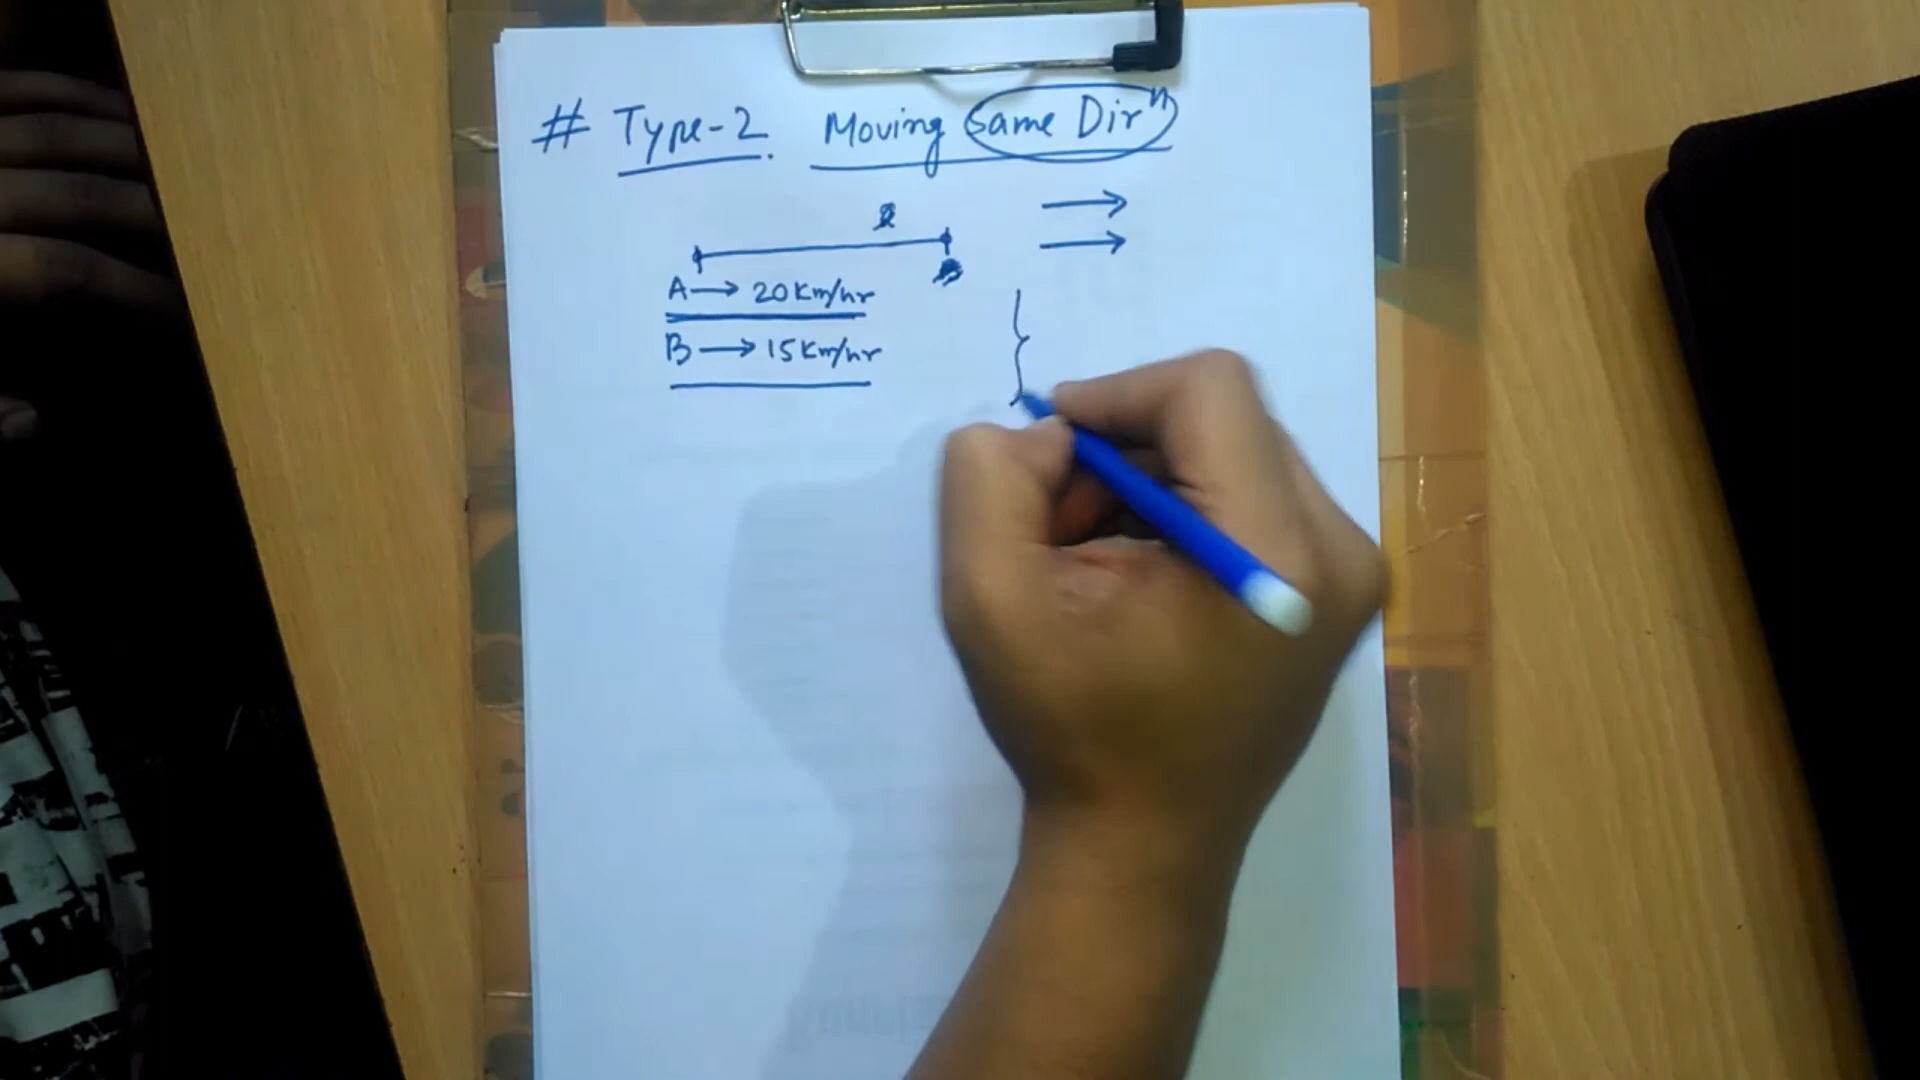 # Type-2. Moving Same Dirⁿ
A → 20 Km/hr
B → 15 Km/hr